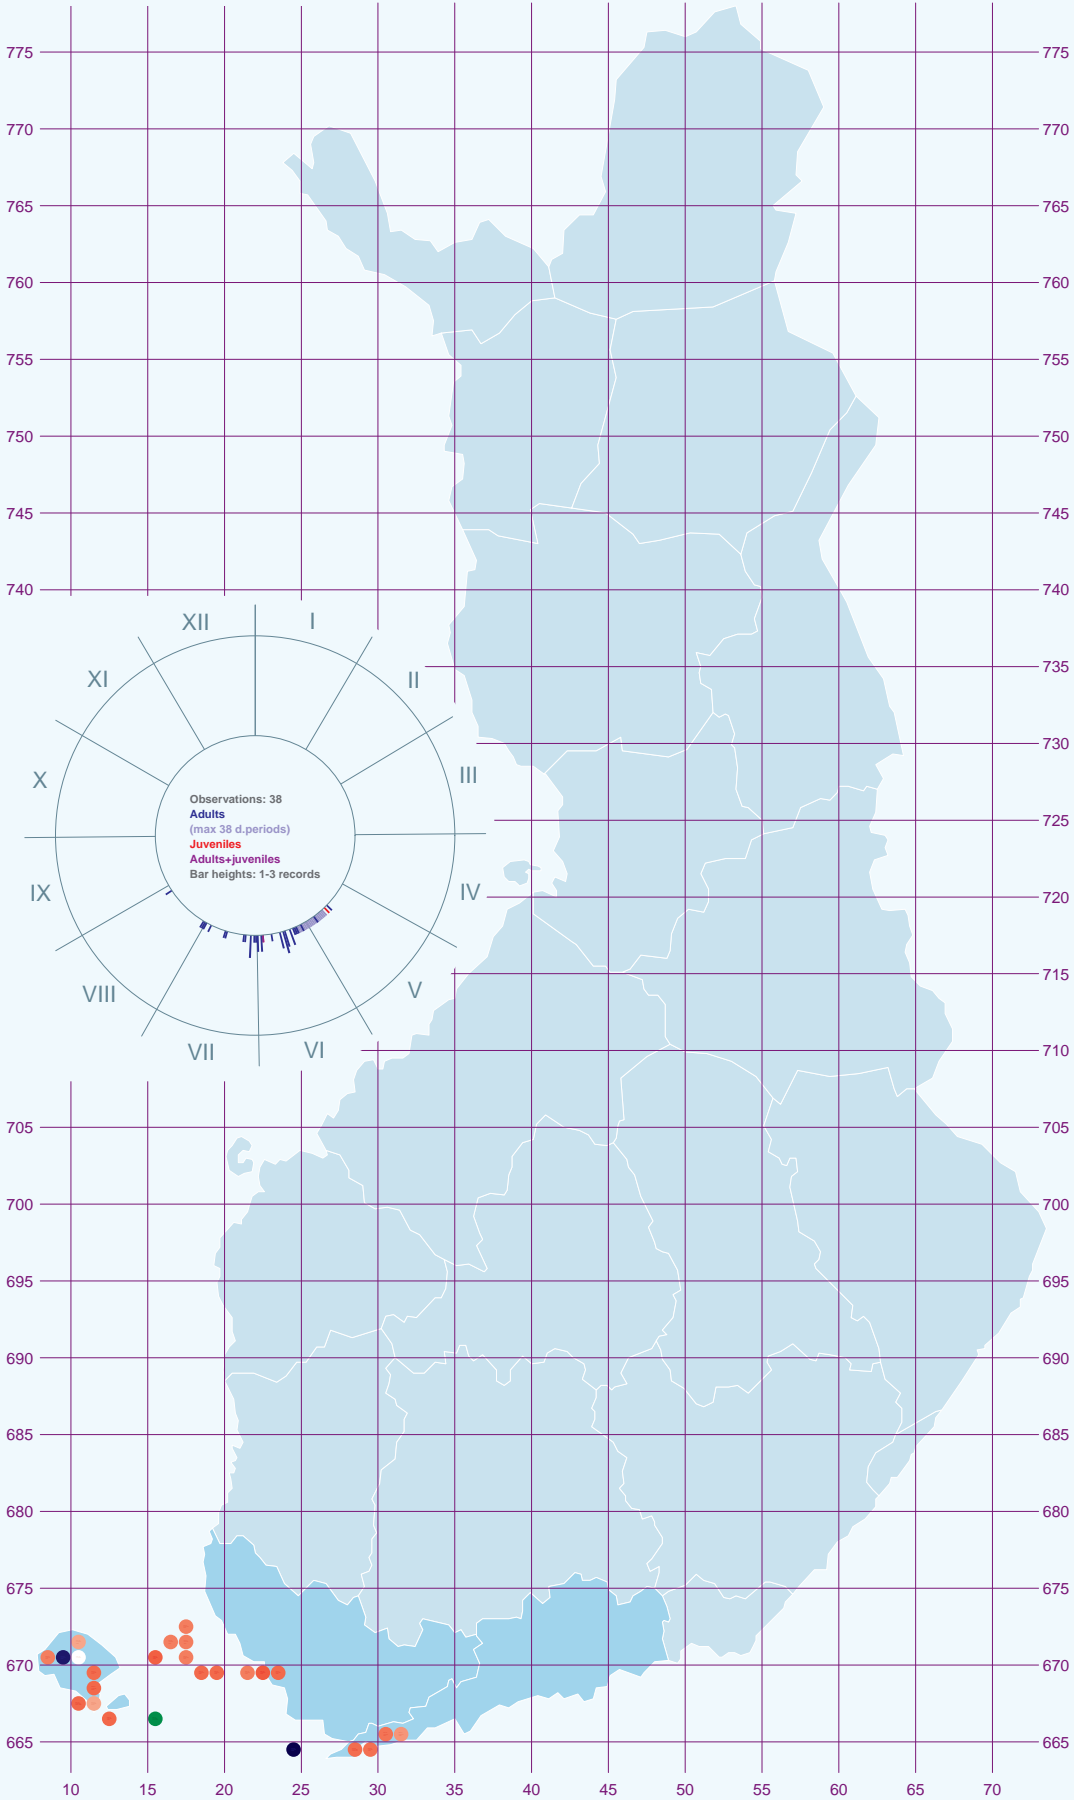 775 775
770 770
765 765
760 760
755 755
750 750
745 745
740 740
XII I
735
XI II
730
X III
Observations: 38
Adults
(max 38 d.periods)
Juveniles
Adults+juveniles
Bar heights: 1-3 records
725
IX IV
720
VIII V
715
VII VI
710
705 705
700 700
695 695
690 690
685 685
680 680
675 675
670 670
665 665
10 15 20 25 30 35 40 45 50 55 60 65 70